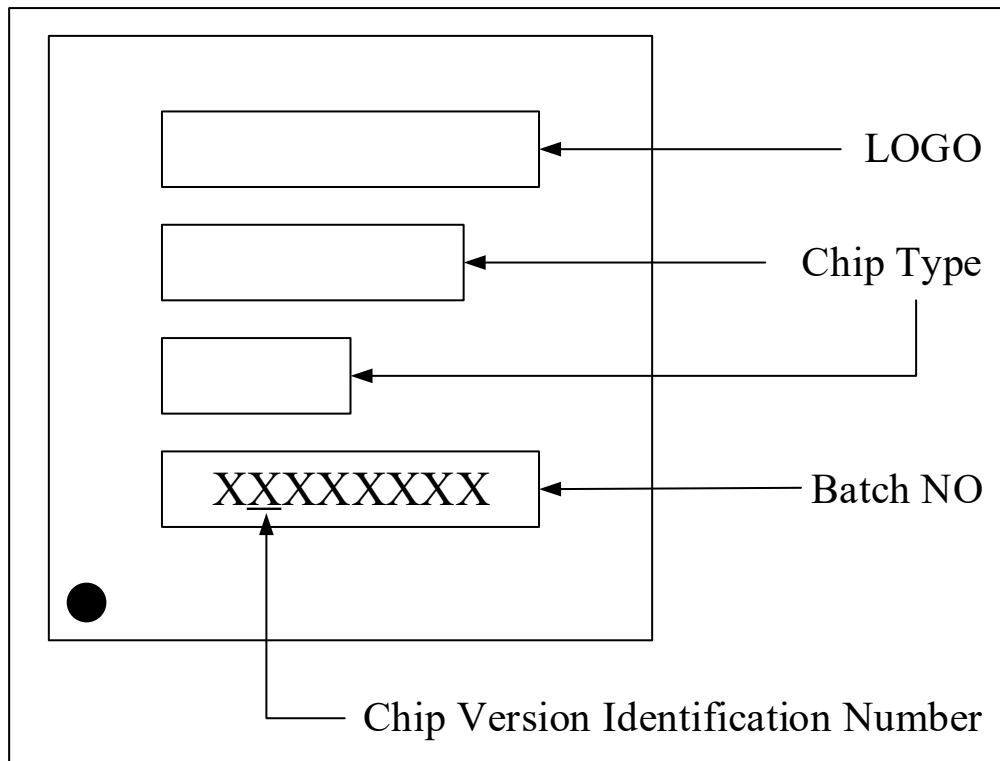 LOGO
Chip Type
XXXXXXXX
Batch NO
Chip Version Identification Number